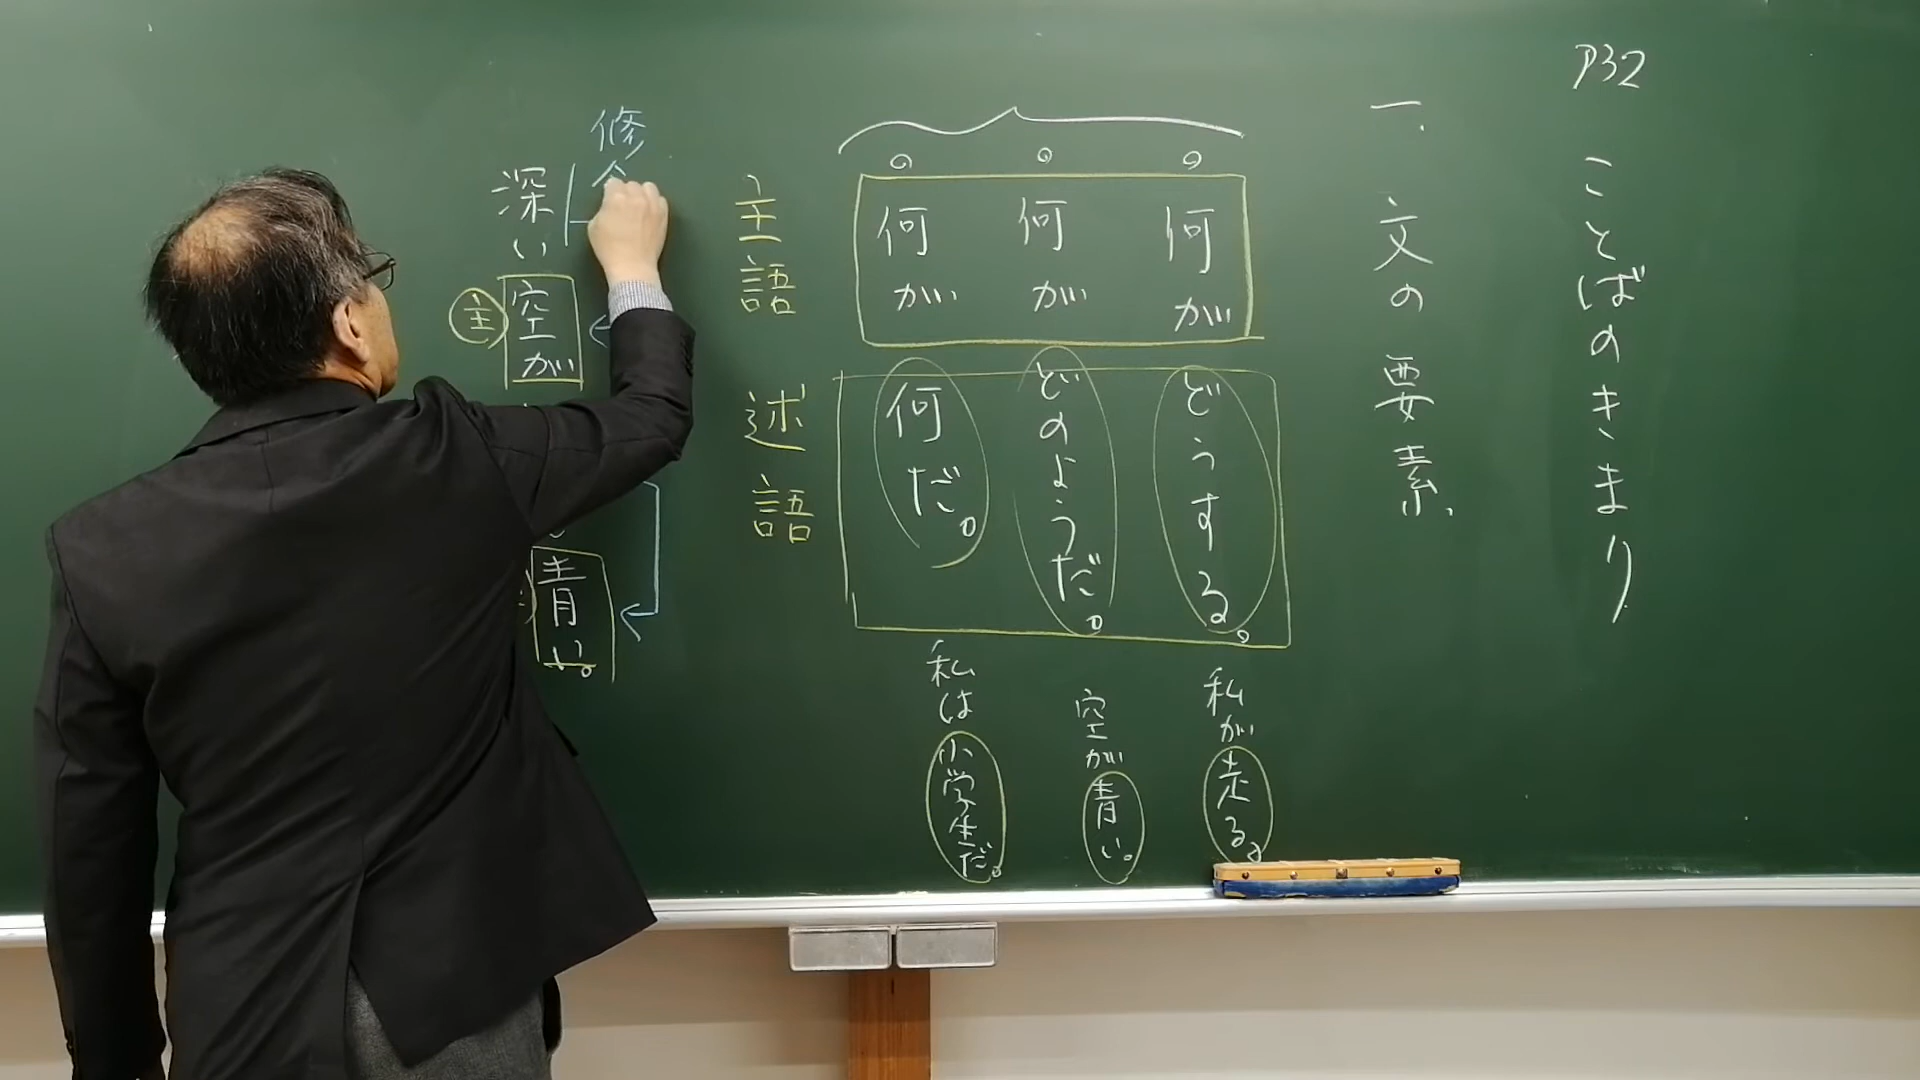 P32
ことばのきまり
一、文の要素
何が
どうする。
私が走る。
何が
どのようだ。
空が青い。
何が
何だ。
私は小学生だ。
主語
述語
修
深い空が
主
青い。